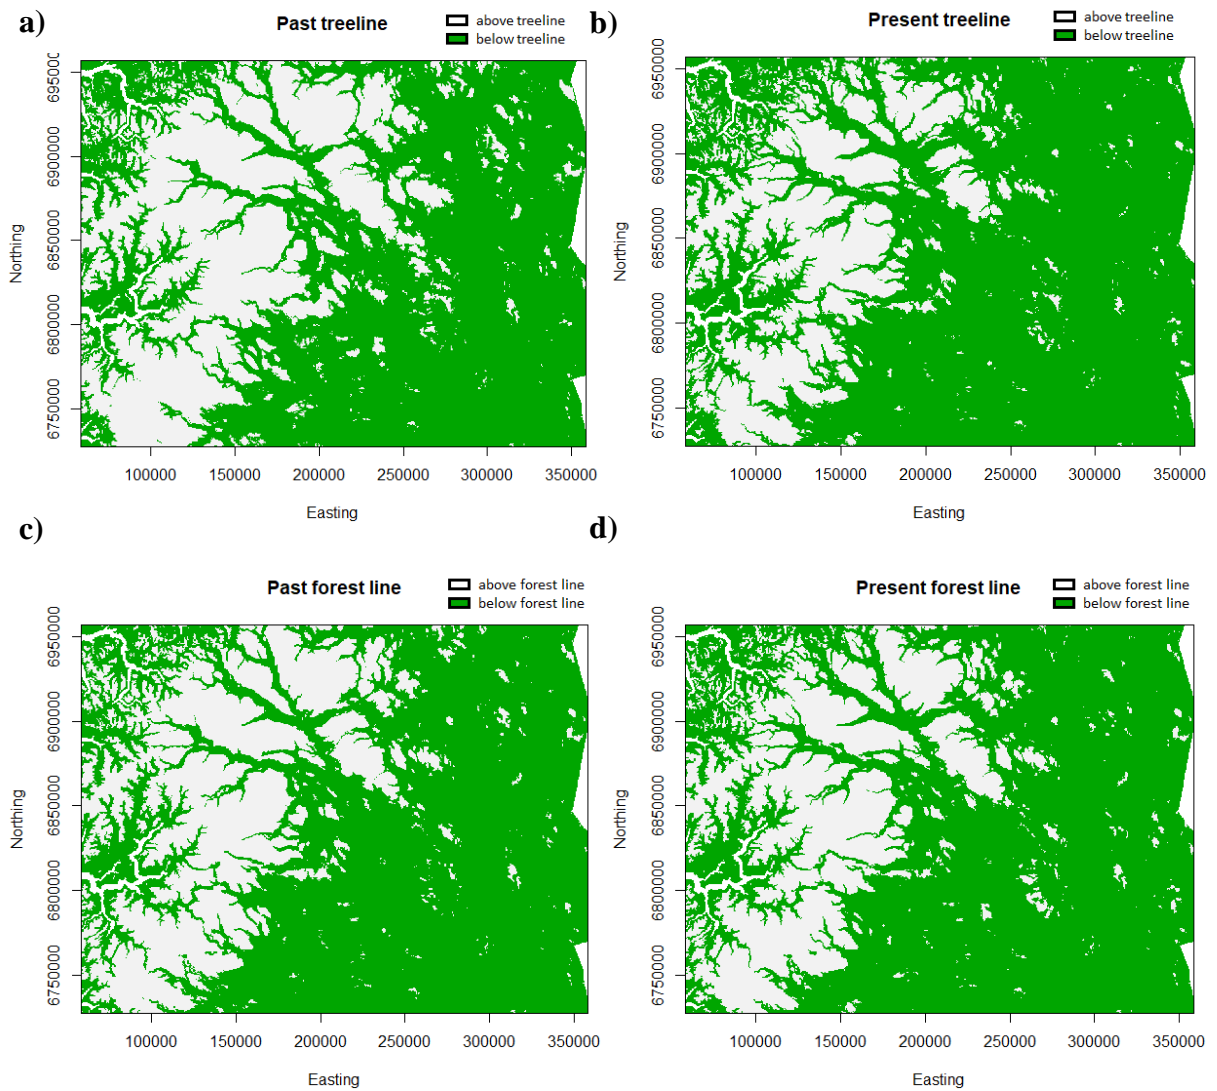 a)
Past treeline
above treeline
below treeline
6950000
6900000
6850000
6800000
6750000
Northing
100000 150000 200000 250000 300000 350000
Easting
b)
Present treeline
above treeline
below treeline
6950000
6900000
6850000
6800000
6750000
Northing
100000 150000 200000 250000 300000 350000
Easting
c)
Past forest line
above forest line
below forest line
6950000
6900000
6850000
6800000
6750000
Northing
100000 150000 200000 250000 300000 350000
Easting
d)
Present forest line
above forest line
below forest line
6950000
6900000
6850000
6800000
6750000
Northing
100000 150000 200000 250000 300000 350000
Easting